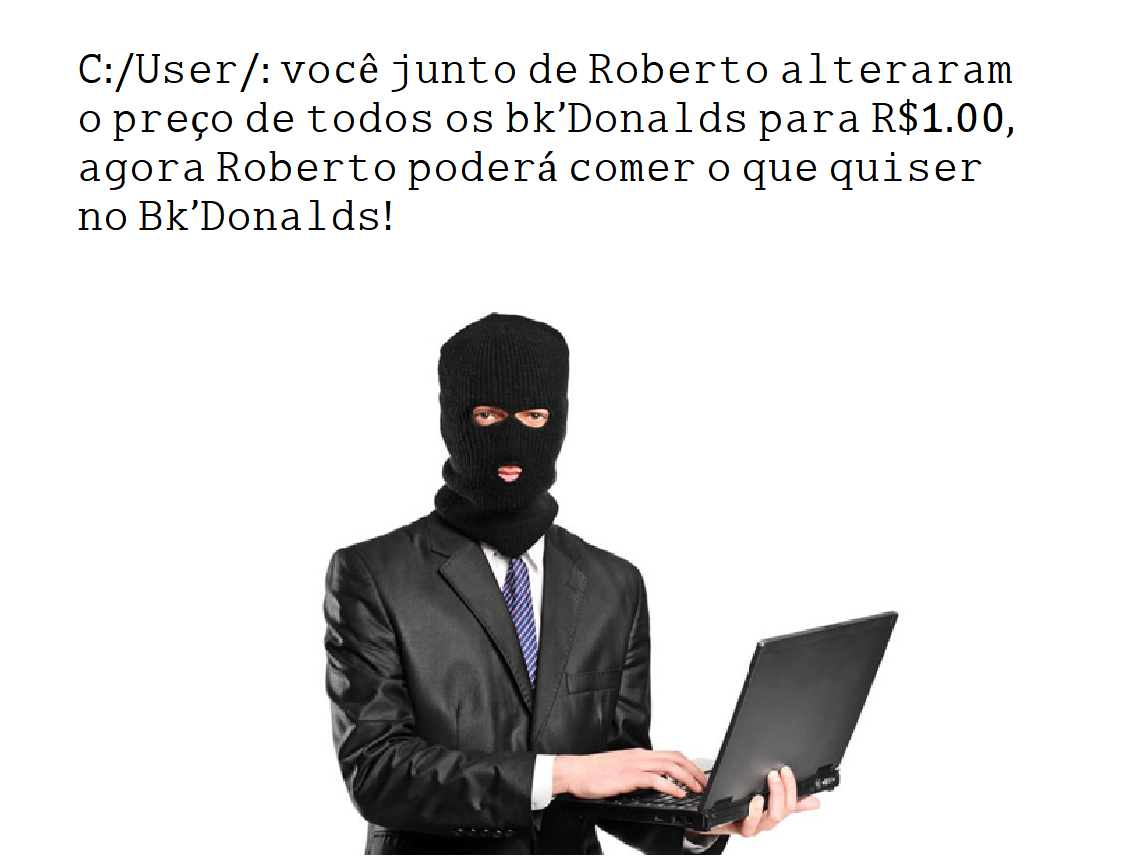 C:/User/: você junto de Roberto alteraram
o preço de todos os bk’Donalds para R$1.00,
agora Roberto poderá comer o que quiser
no Bk’Donalds!